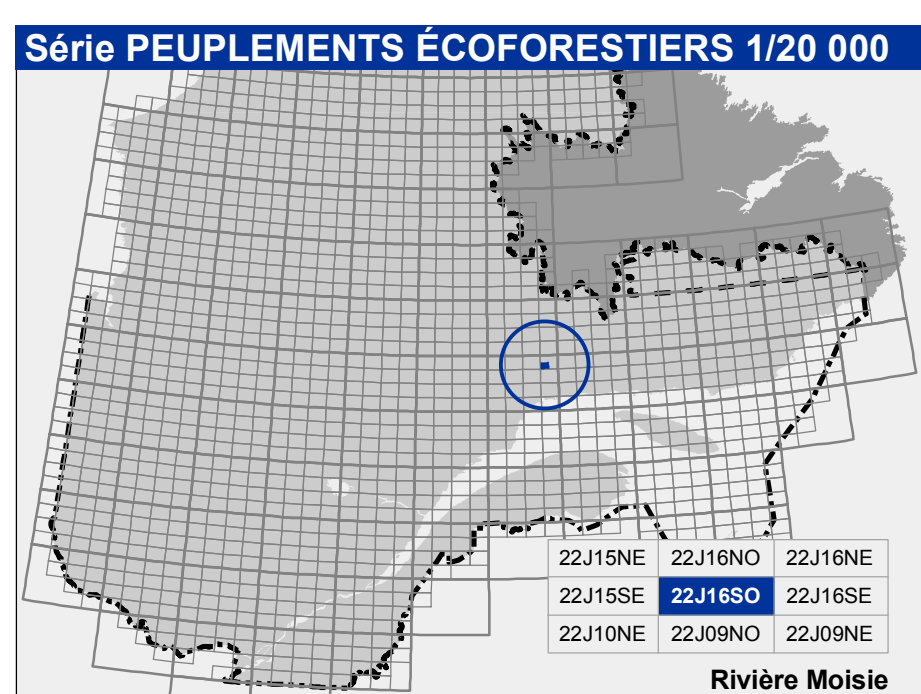 Série PEUPLEMENTS ÉCOFORESTIERS 1/20 000
22J15NE 22J16NO 22J16NE
22J15SE 22J16SO 22J16SE
22J10NE 22J09NO 22J09NE
Rivière Moisie